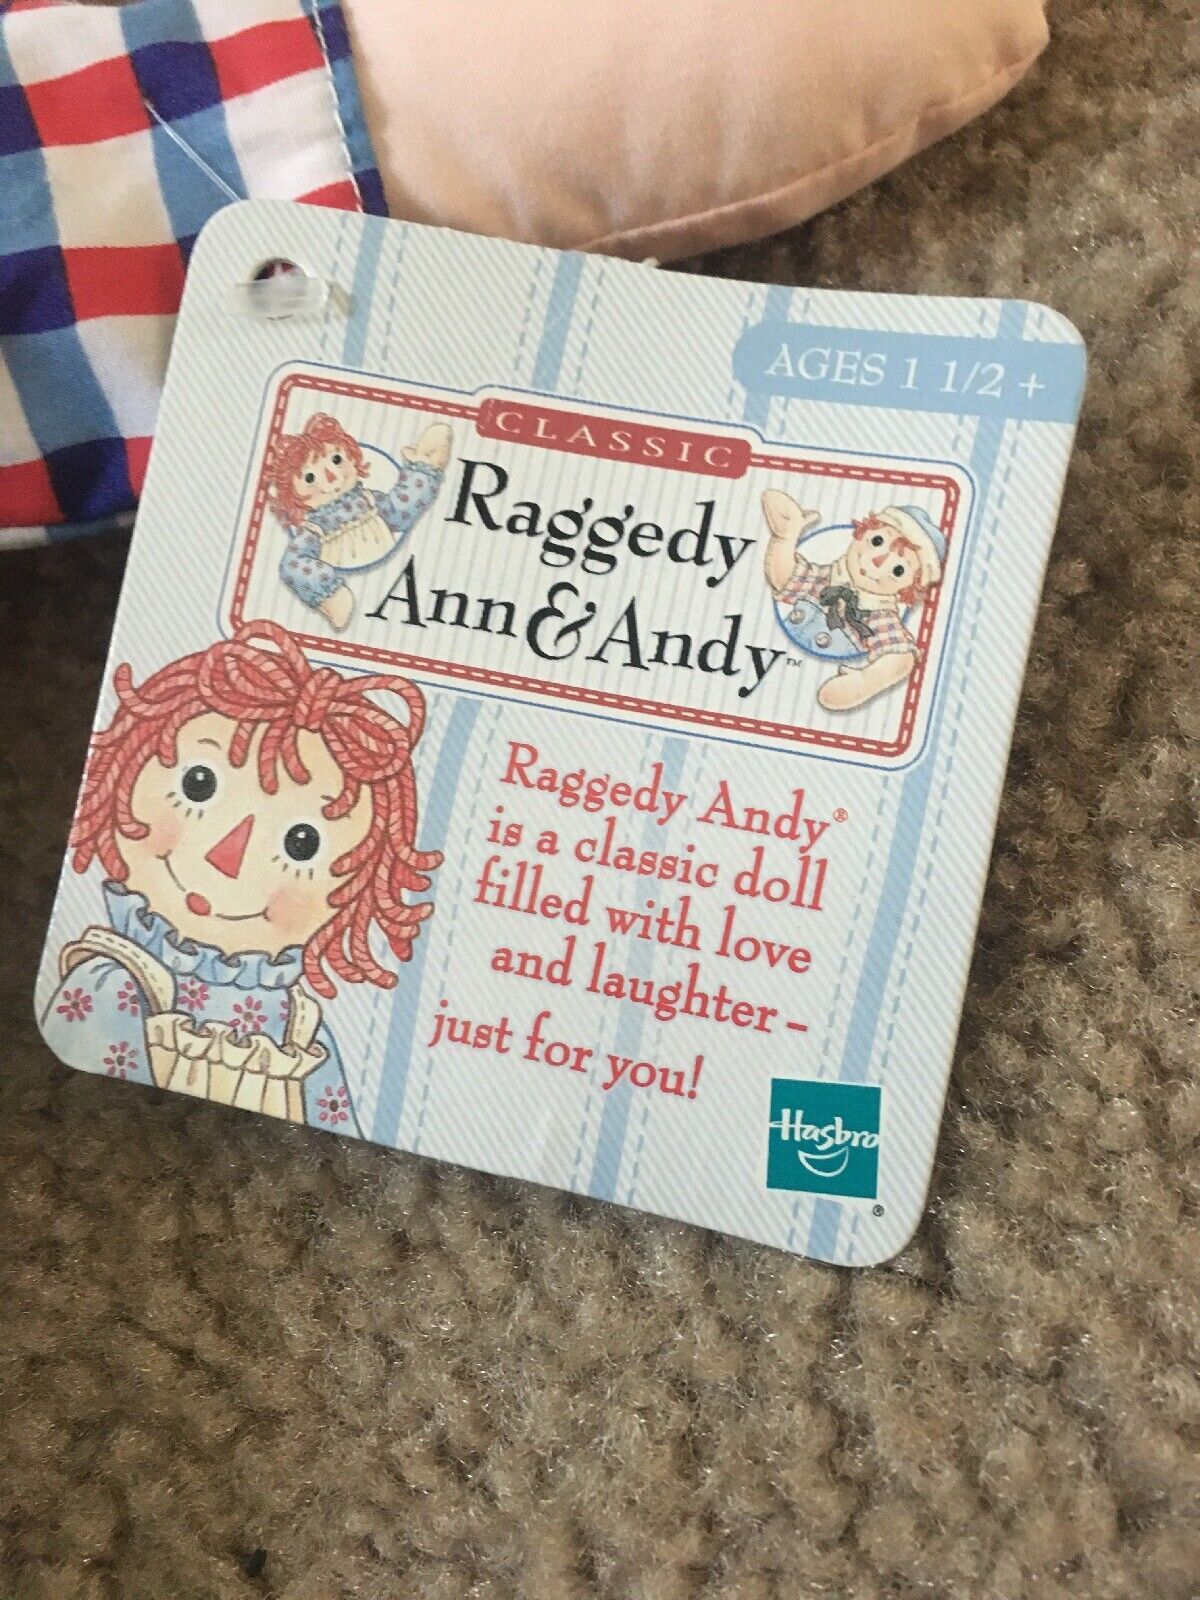 AGES 1 1/2 +
CLASSIC
Raggedy
Ann & Andy™
Raggedy Andy®
is a classic doll
filled with love
and laughter –
just for you!
Hasbro
®